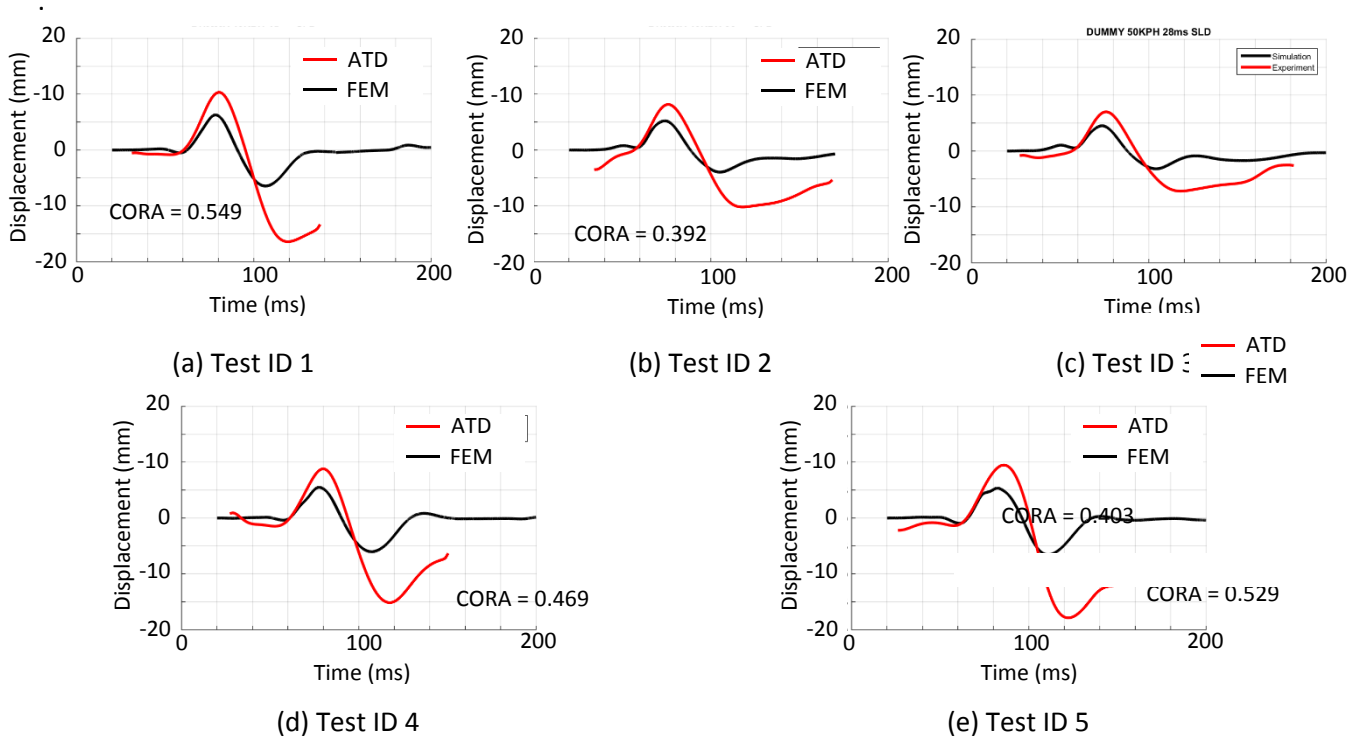 .
ATD
FEM
Displacement (mm)
20
-10
0
-10
-20
CORA = 0.549
0
100
200
Time (ms)
(a) Test ID 1
ATD
FEM
Displacement (mm)
20
-10
0
-10
-20
CORA = 0.392
0
100
200
Time (ms)
(b) Test ID 2
DUMMY 50KPH 28ms SLD
Simulation
Experiment
Displacement (mm)
20
-10
0
-10
-20
0
100
200
Time (ms)
(c) Test ID 3
ATD
FEM
ATD
FEM
Displacement (mm)
20
-10
0
-10
-20
CORA = 0.469
0
100
200
Time (ms)
(d) Test ID 4
ATD
FEM
Displacement (mm)
20
-10
0
-10
-20
CORA = 0.403
CORA = 0.529
0
100
200
Time (ms)
(e) Test ID 5